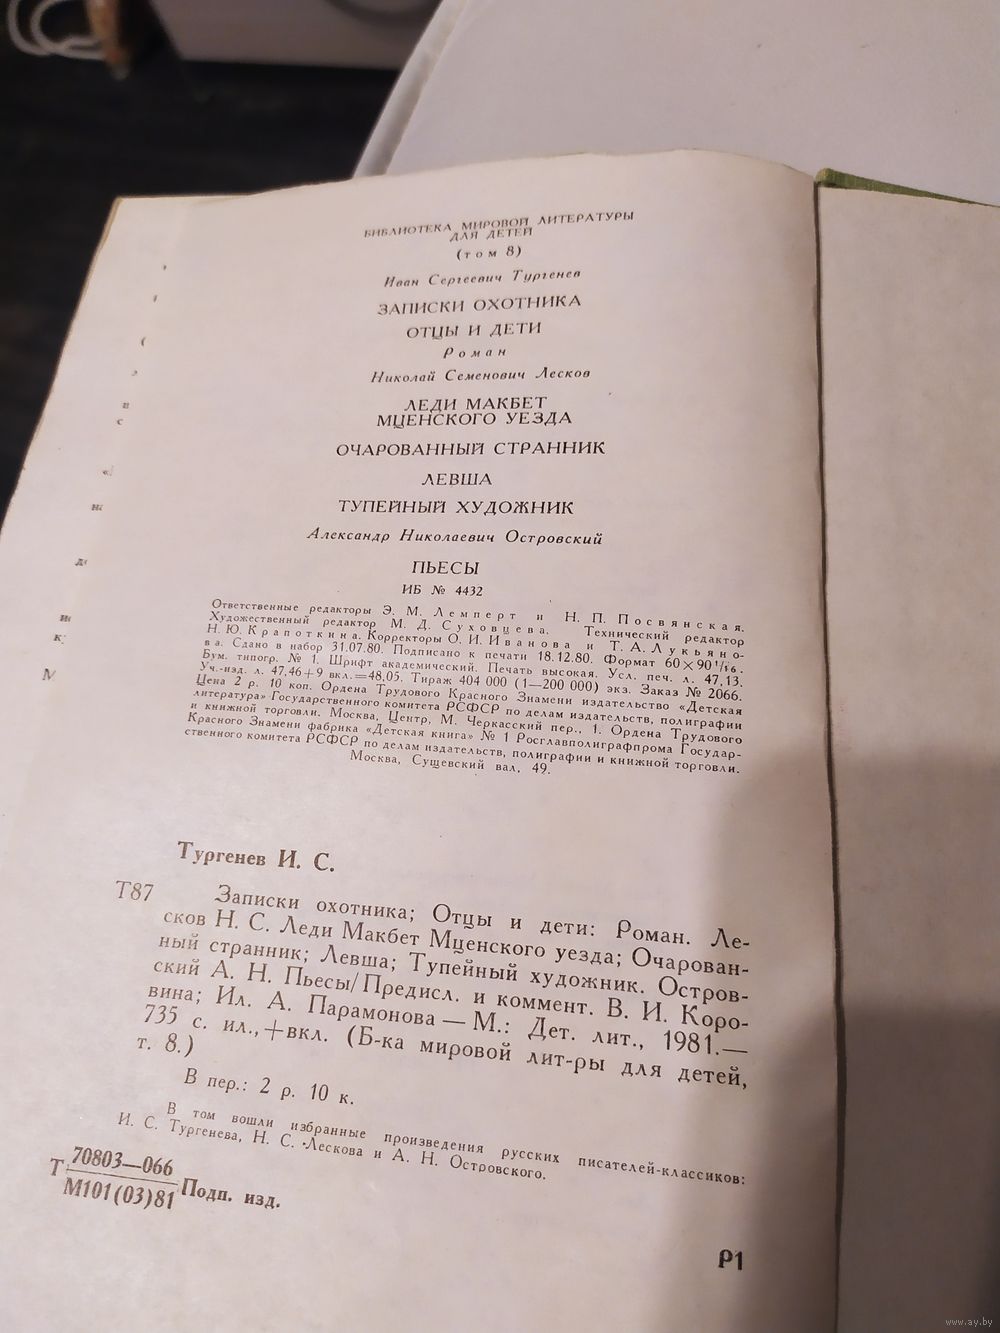 БИБЛИОТЕКА МИРОВОЙ ЛИТЕРАТУРЫ
ДЛЯ ДЕТЕЙ
(том 8)
Иван Сергеевич Тургенев
ЗАПИСКИ ОХОТНИКА
ОТЦЫ И ДЕТИ
Роман
Николай Семенович Лесков
ЛЕДИ МАКБЕТ
МЦЕНСКОГО УЕЗДА
ОЧАРОВАННЫЙ СТРАННИК
ЛЕВША
ТУПЕЙНЫЙ ХУДОЖНИК
Александр Николаевич Островский
ПЬЕСЫ
ИБ № 4432
Ответственные редакторы Э. М. Лемперт и Н. П. Посвянская.
Художественный редактор М. Д. Суховцева. Технический редактор
Н. Ю. Крапоткина. Корректоры О. И. Иванова и Т. А. Лукьяно-
ва. Сдано в набор 31.07.80. Подписано к печати 18.12.80. Формат 60×90 1/16.
Бум. типогр. № 1. Шрифт академический. Печать высокая. Усл. печ. л. 47,13.
Уч.-изд. л. 47,46+9 вкл.=48,05. Тираж 404 000 (1—200 000) экз. Заказ № 2066.
Цена 2 р. 10 коп. Ордена Трудового Красного Знамени издательство «Детская
литература» Государственного комитета РСФСР по делам издательств, полиграфии
и книжной торговли. Москва, Центр, М. Черкасский пер., 1. Ордена Трудового
Красного Знамени фабрика «Детская книга» № 1 Росглавполиграфпрома Государ-
ственного комитета РСФСР по делам издательств, полиграфии и книжной торговли.
Москва, Сущевский вал, 49.
Тургенев И. С.
Т87 Записки охотника; Отцы и дети: Роман. Ле-
сков Н. С. Леди Макбет Мценского уезда; Очарован-
ный странник; Левша; Тупейный художник. Остров-
ский А. Н. Пьесы/Предисл. и коммент. В. И. Коро-
вина; Ил. А. Парамонова — М.: Дет. лит., 1981.—
735 с. ил.,+вкл. (Б-ка мировой лит-ры для детей,
т. 8.)
В пер.: 2 р. 10 к.
В том вошли избранные произведения русских писателей-классиков:
И. С. Тургенева, Н. С. Лескова и А. Н. Островского.
Т 70803—066
М101(03)81 Подп. изд.
Р1
www.ay.by